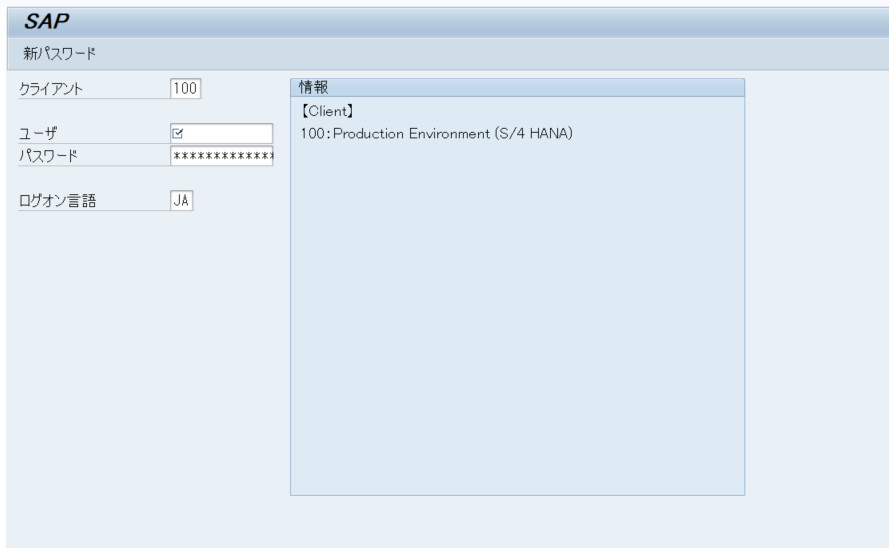 SAP
新パスワード
クライアント 100
ユーザ
パスワード *************
ログオン言語 JA
情報
【Client】
100:Production Environment (S/4 HANA)